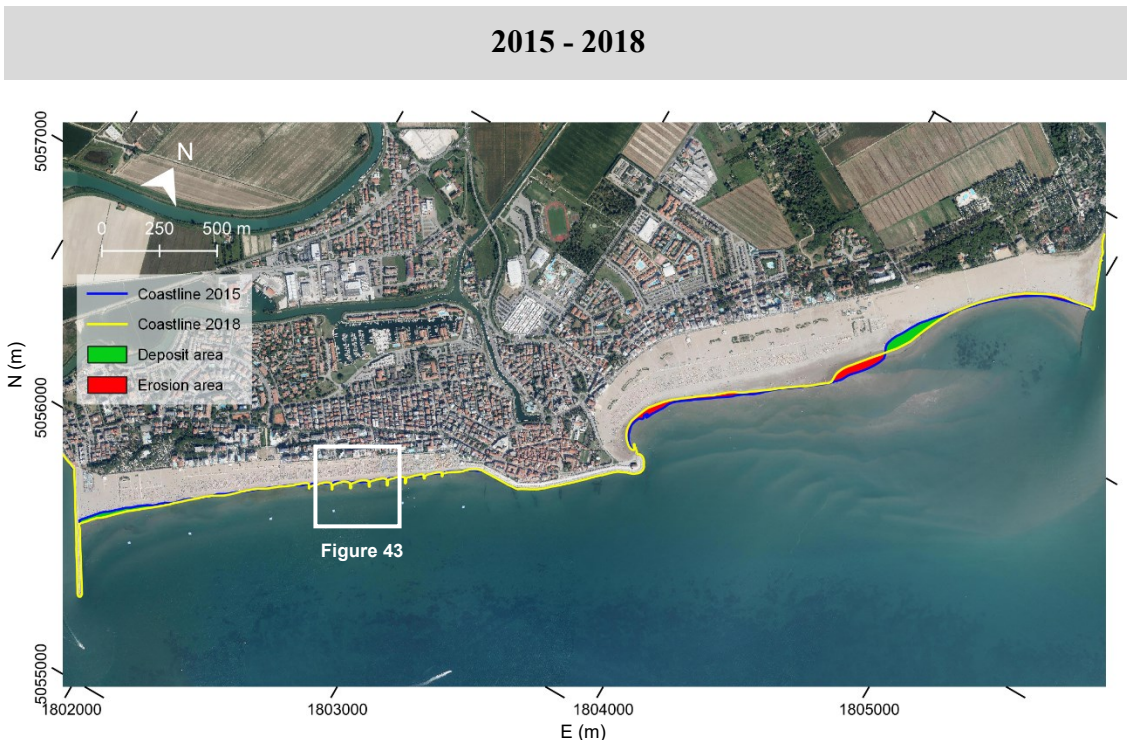 2015 - 2018
5057000
N
0 250 500 m
Coastline 2015
Coastline 2018
Deposit area
Erosion area
5056000
N (m)
Figure 43
5055000
1802000 1803000 1804000 1805000
E (m)